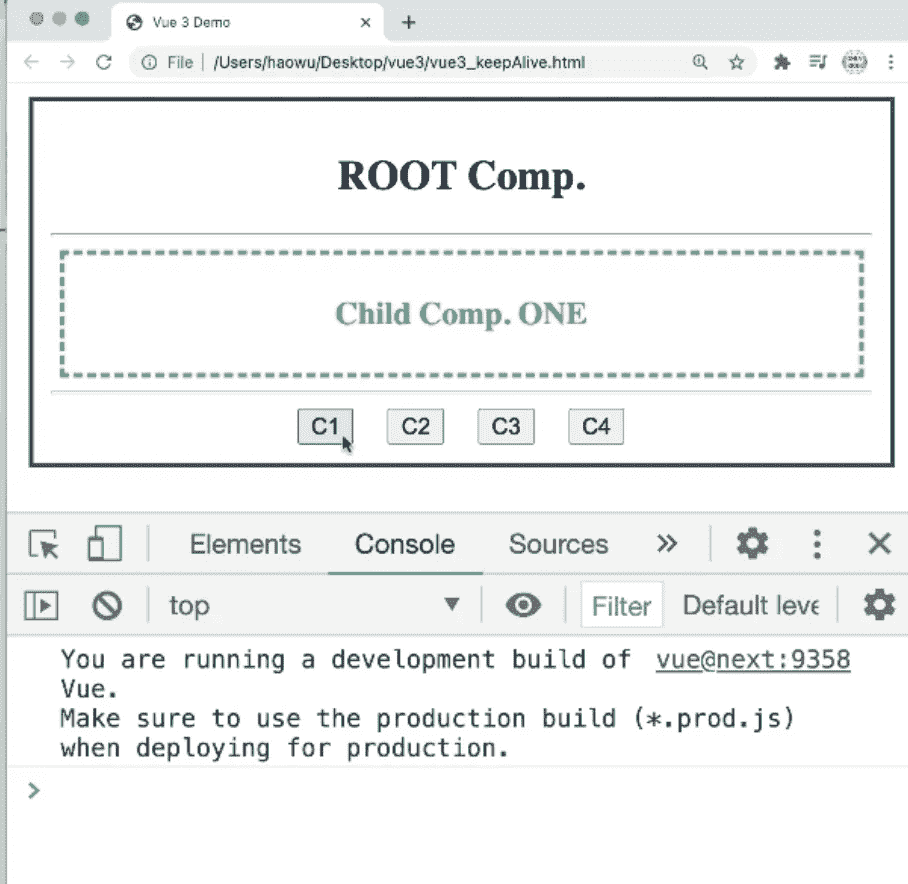 Vue 3 Demo
File /Users/haowu/Desktop/vue3/vue3_keepAlive.html
ROOT Comp.
Child Comp. ONE
C1 C2 C3 C4
Elements Console Sources
top Filter Default leve
You are running a development build of vue@next:9358
Vue.
Make sure to use the production build (*.prod.js)
when deploying for production.